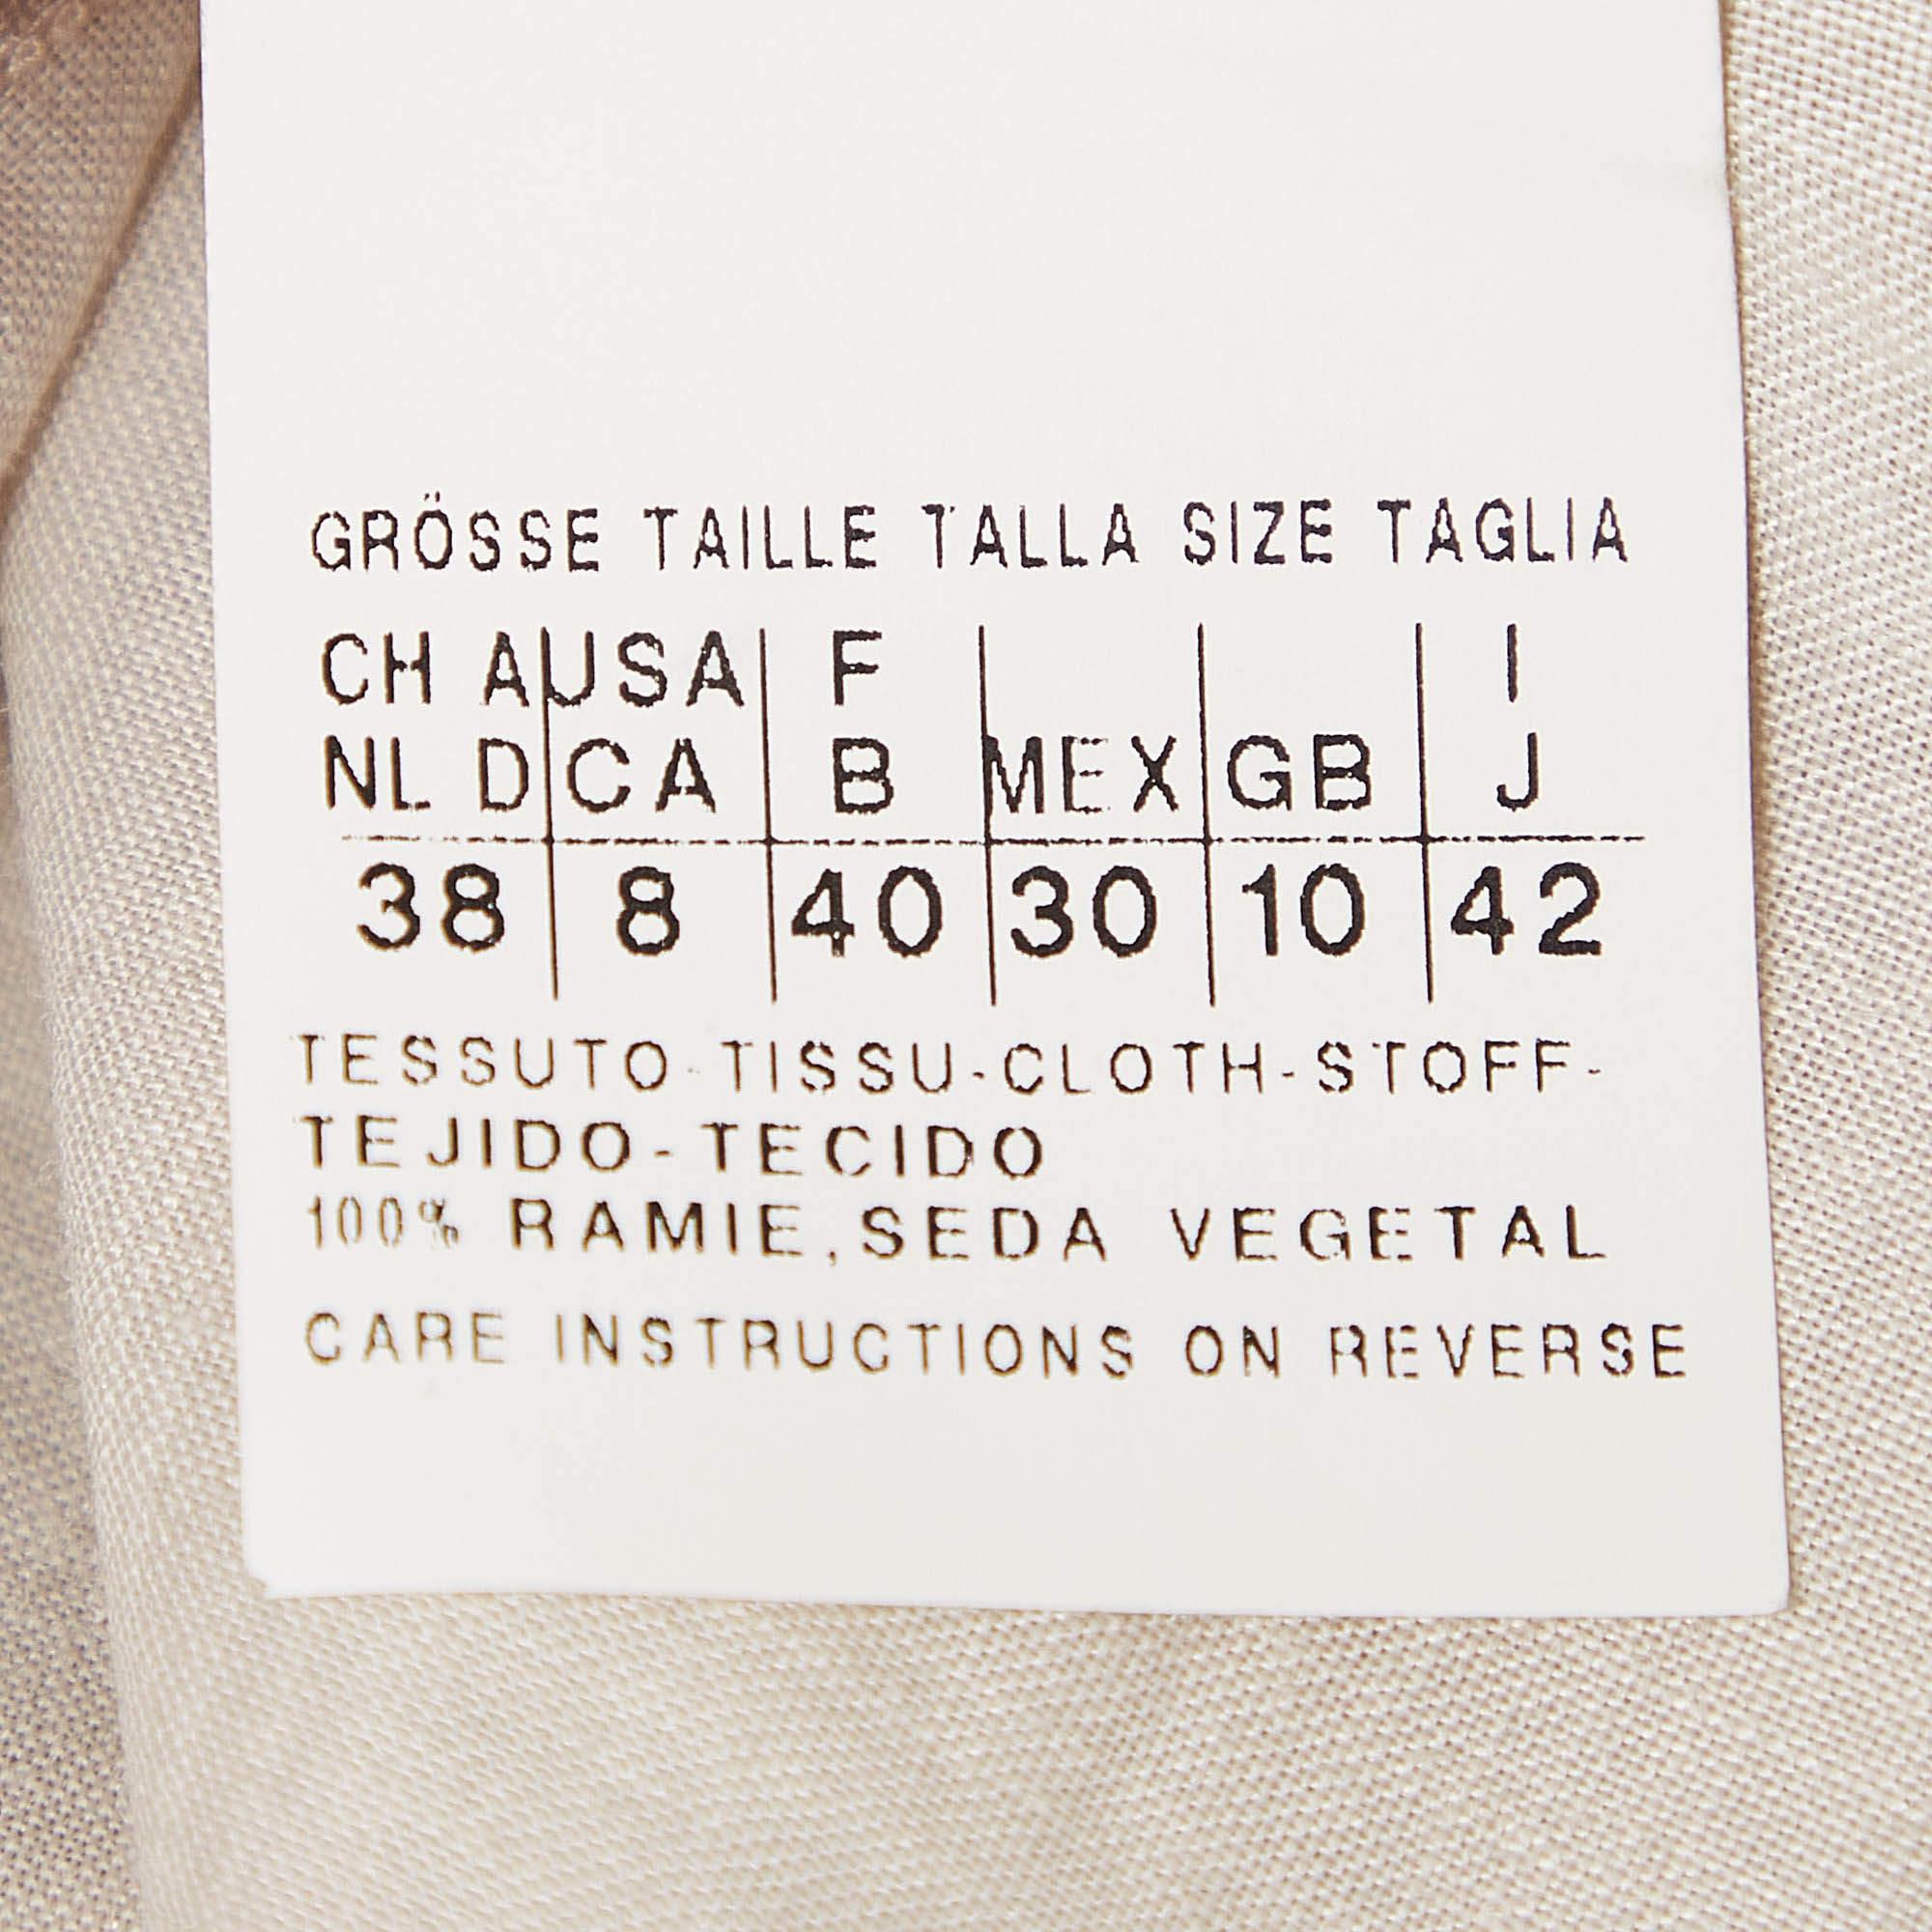 GRÖSSE TAILLE TALLA SIZE TAGLIA
CH A USA F I
NL D CA B MEX GB J
38 8 40 30 10 42
TESSUTO-TISSU-CLOTH-STOFF-
TEJIDO-TECIDO
100% RAMIE,SEDA VEGETAL
CARE INSTRUCTIONS ON REVERSE